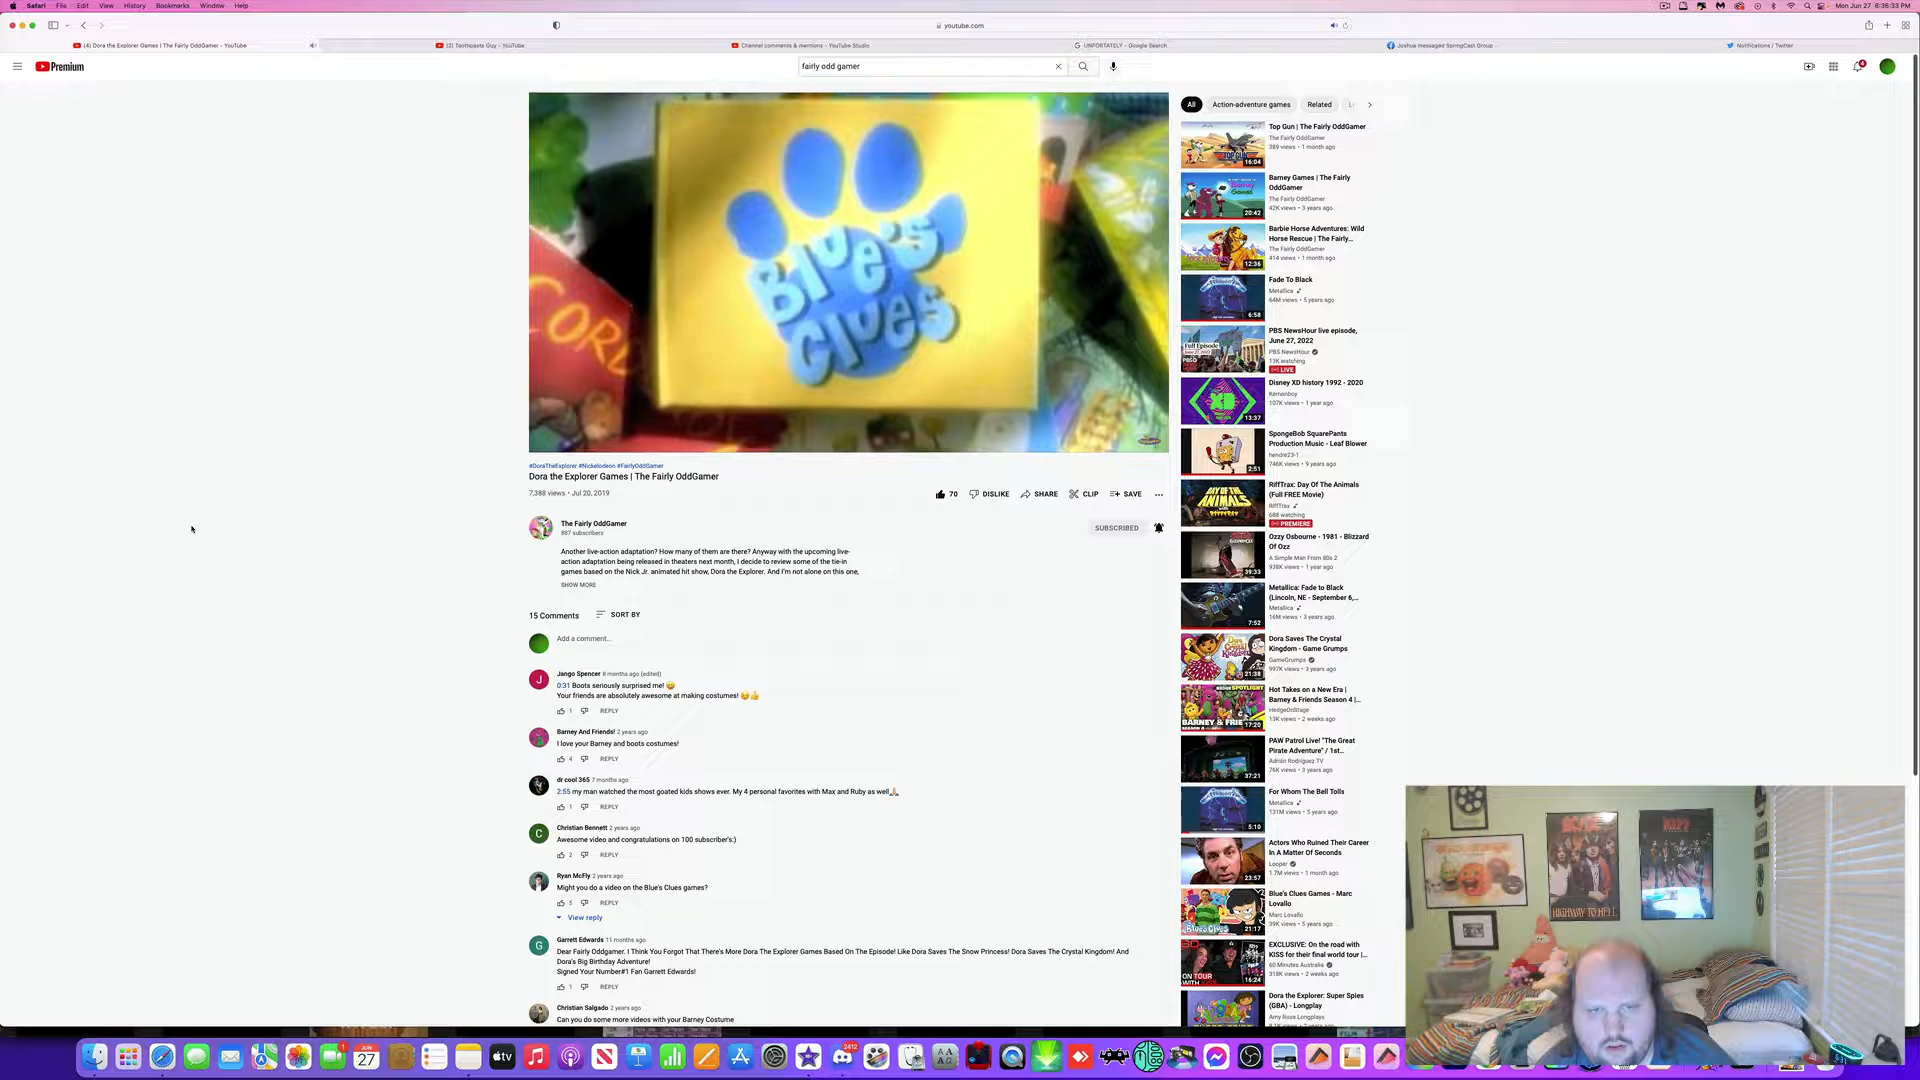 Safari File Edit View History Bookmarks Window Help
Mon Jun 27 6:36:33 PM
youtube.com
(4) Dora the Explorer Games | The Fairly OddGamer - YouTube
(2) Toothpaste Guy - YouTube
Channel comments & mentions - YouTube Studio
UNFORTATELY - Google Search
Joshua messaged SpringCast Group
Notifications / Twitter
Premium
fairly odd gamer
4
Blue's
Clues
#DoraTheExplorer #Nickelodeon #FairlyOddGamer
Dora the Explorer Games | The Fairly OddGamer
7,388 views • Jul 20, 2019
70 DISLIKE SHARE CLIP SAVE
The Fairly OddGamer
887 subscribers
SUBSCRIBED
Another live-action adaptation? How many of them are there? Anyway with the upcoming live-
action adaptation being released in theaters next month, I decide to review some of the tie-in
games based on the Nick Jr. animated hit show, Dora the Explorer. And I'm not alone on this one,
SHOW MORE
15 Comments SORT BY
Add a comment...
Jango Spencer 8 months ago (edited)
0:31 Boots seriously surprised me! 😄
Your friends are absolutely awesome at making costumes! 😉👍
1 REPLY
Barney And Friends! 2 years ago
I love your Barney and boots costumes!
4 REPLY
dr cool 365 7 months ago
2:55 my man watched the most goated kids shows ever. My 4 personal favorites with Max and Ruby as well🙏🏼
1 REPLY
Christian Bennett 2 years ago
Awesome video and congratulations on 100 subscriber's:)
2 REPLY
Ryan McFly 2 years ago
Might you do a video on the Blue's Clues games?
5 REPLY
View reply
Garrett Edwards 11 months ago
Dear Fairly Oddgamer. I Think You Forgot That There's More Dora The Explorer Games Based On The Episode! Like Dora Saves The Snow Princess! Dora Saves The Crystal Kingdom! And
Dora's Big Birthday Adventure!
Signed Your Number#1 Fan Garrett Edwards!
1 REPLY
Christian Salgado 2 years ago
Can you do some more videos with your Barney Costume
All Action-adventure games Related
Top Gun | The Fairly OddGamer
The Fairly OddGamer
389 views • 1 month ago
16:04
Barney Games | The Fairly
OddGamer
The Fairly OddGamer
42K views • 3 years ago
20:42
Barbie Horse Adventures: Wild
Horse Rescue | The Fairly...
The Fairly OddGamer
414 views • 1 month ago
12:36
Fade To Black
Metallica
64M views • 5 years ago
6:58
PBS NewsHour live episode,
June 27, 2022
PBS NewsHour
13K watching
LIVE
Full Episode
Disney XD history 1992 - 2020
Kemonboy
107K views • 1 year ago
13:37
SpongeBob SquarePants
Production Music - Leaf Blower
hendre23-1
746K views • 9 years ago
2:51
RiffTrax: Day Of The Animals
(Full FREE Movie)
RiffTrax
688 watching
PREMIERE
Ozzy Osbourne - 1981 - Blizzard
Of Ozz
A Simple Man From 80s 2
938K views • 1 year ago
39:33
Metallica: Fade to Black
(Lincoln, NE - September 6,...
Metallica
16M views • 3 years ago
7:52
Dora Saves The Crystal
Kingdom - Game Grumps
GameGrumps
997K views • 3 years ago
21:38
Hot Takes on a New Era |
Barney & Friends Season 4 |...
HedgeOnStage
13K views • 2 weeks ago
17:20
PAW Patrol Live! "The Great
Pirate Adventure" / 1st...
Adrián Rodríguez TV
76K views • 3 years ago
37:21
For Whom The Bell Tolls
Metallica
131M views • 5 years ago
5:10
Actors Who Ruined Their Career
In A Matter Of Seconds
Looper
1.7M views • 1 month ago
23:57
Blue's Clues Games - Marc
Lovallo
Marc Lovallo
39K views • 5 years ago
21:17
EXCLUSIVE: On the road with
KISS for their final world tour |...
60 Minutes Australia
318K views • 2 weeks ago
16:24
Dora the Explorer: Super Spies
(GBA) - Longplay
Amy Rose Longplays
AC/DC
HIGHWAY TO HELL
KISS
JUN
27
2412